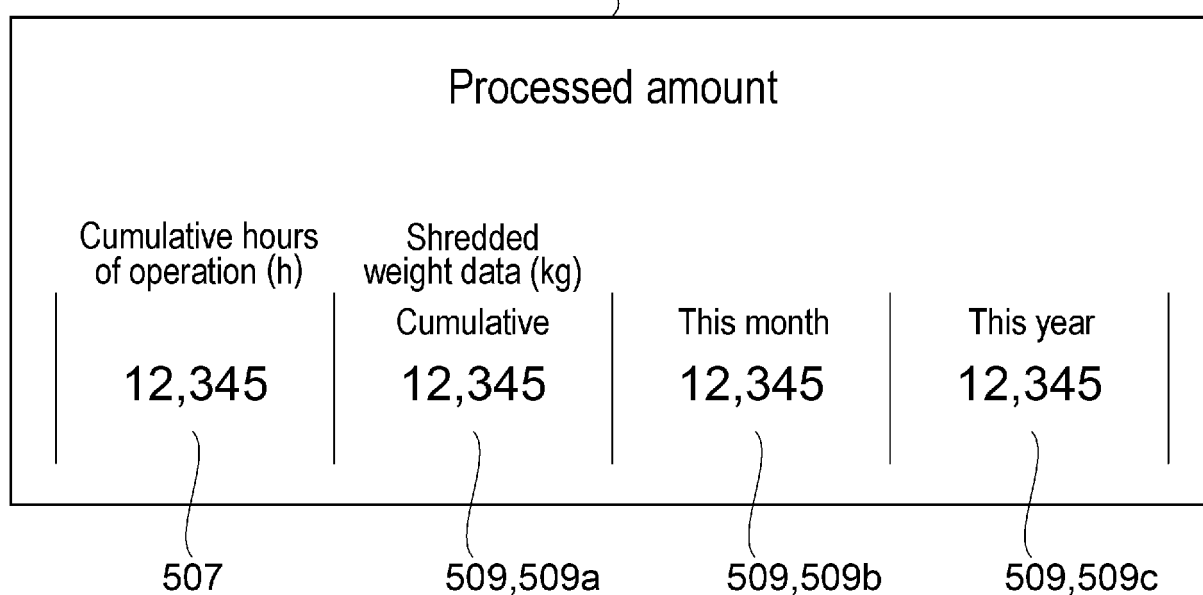 Processed amount
Cumulative hours
of operation (h)
Shredded
weight data (kg)
Cumulative
This month
This year
12,345
12,345
12,345
12,345
507
509,509a
509,509b
509,509c